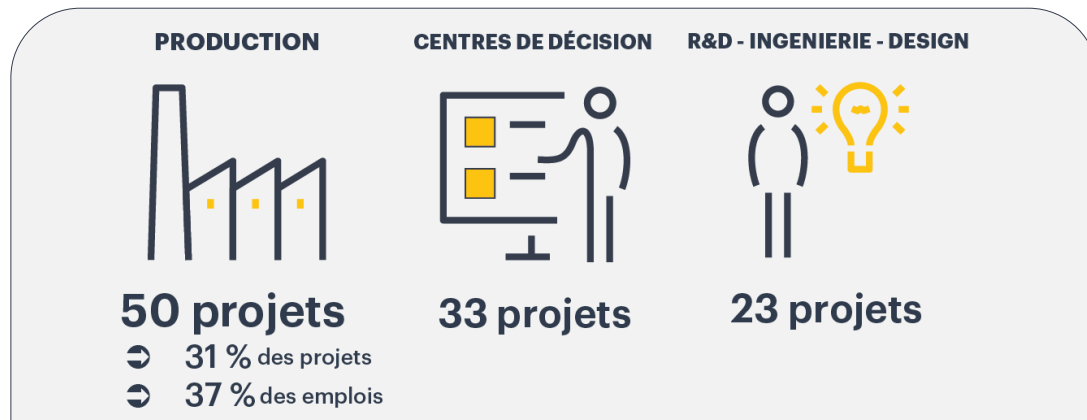 PRODUCTION
50 projets
➲ 31 % des projets
➲ 37 % des emplois
CENTRES DE DÉCISION
33 projets
R&D - INGENIERIE - DESIGN
23 projets